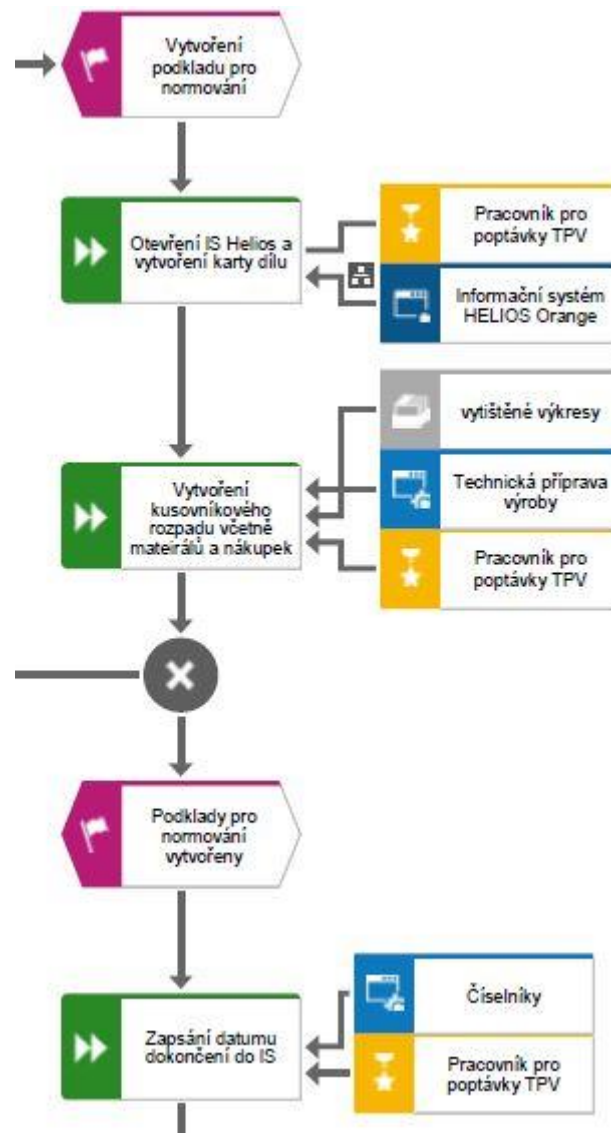 Vytvoření
podkladu pro
normování
Otevření IS Helios a
vytvoření karty dílu
Pracovník pro
poptávky TPV
Informační systém
HELIOS Orange
vytištěné výkresy
Vytvoření
kusovníkového
rozpadu včetně
mateirálů a nákupek
Technická příprava
výroby
Pracovník pro
poptávky TPV
Podklady pro
normování
vytvořeny
Zapsání datumu
dokončení do IS
Číselníky
Pracovník pro
poptávky TPV